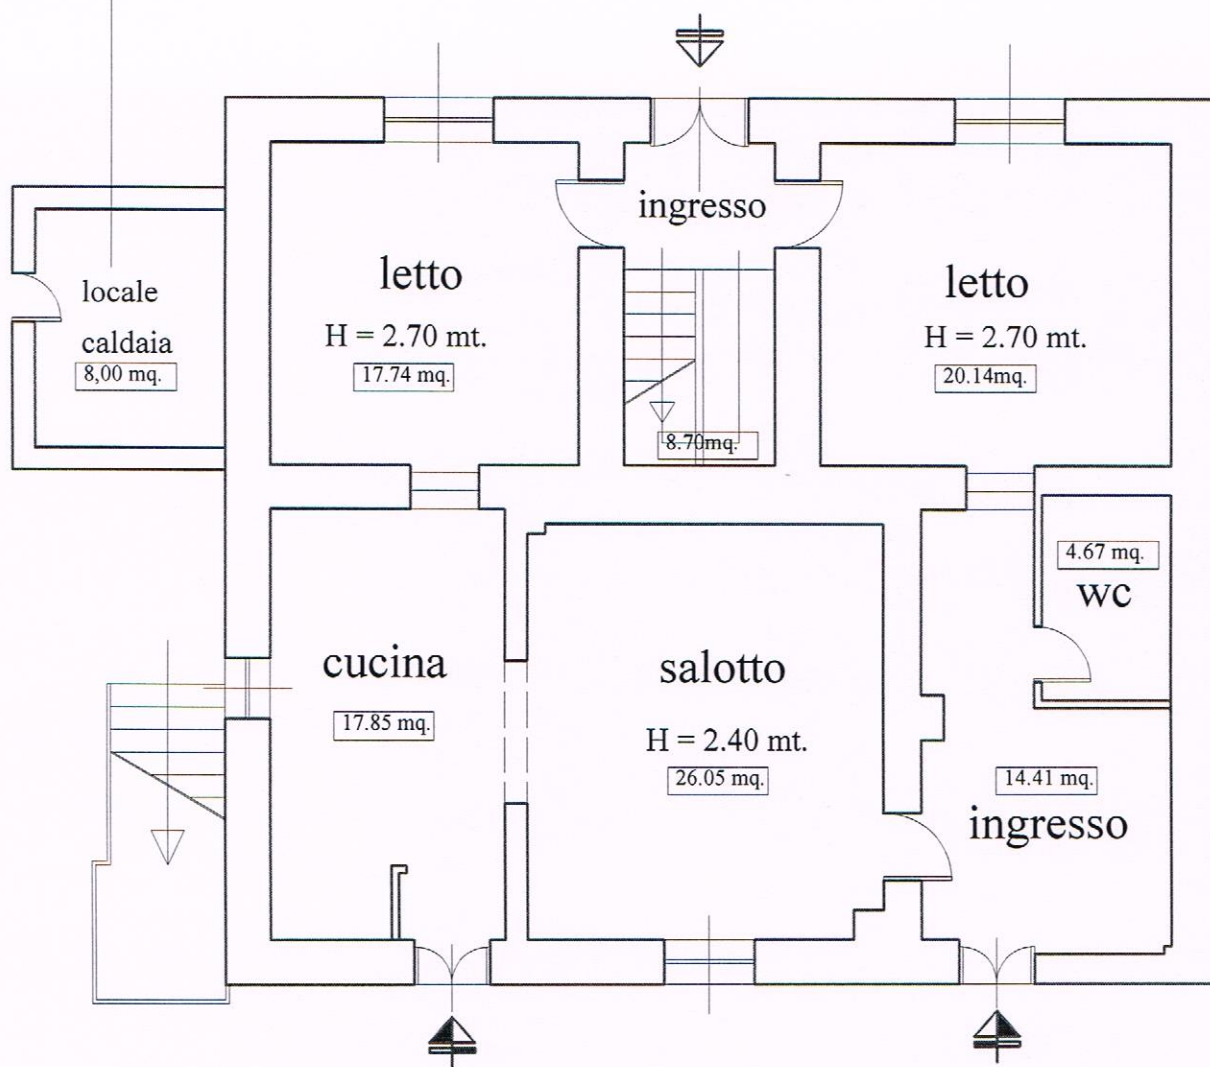 ingresso
letto
H = 2.70 mt.
17.74 mq.
letto
H = 2.70 mt.
20.14mq.
locale
caldaia
8,00 mq.
8.70mq.
4.67 mq.
wc
cucina
17.85 mq.
salotto
H = 2.40 mt.
26.05 mq.
14.41 mq.
ingresso